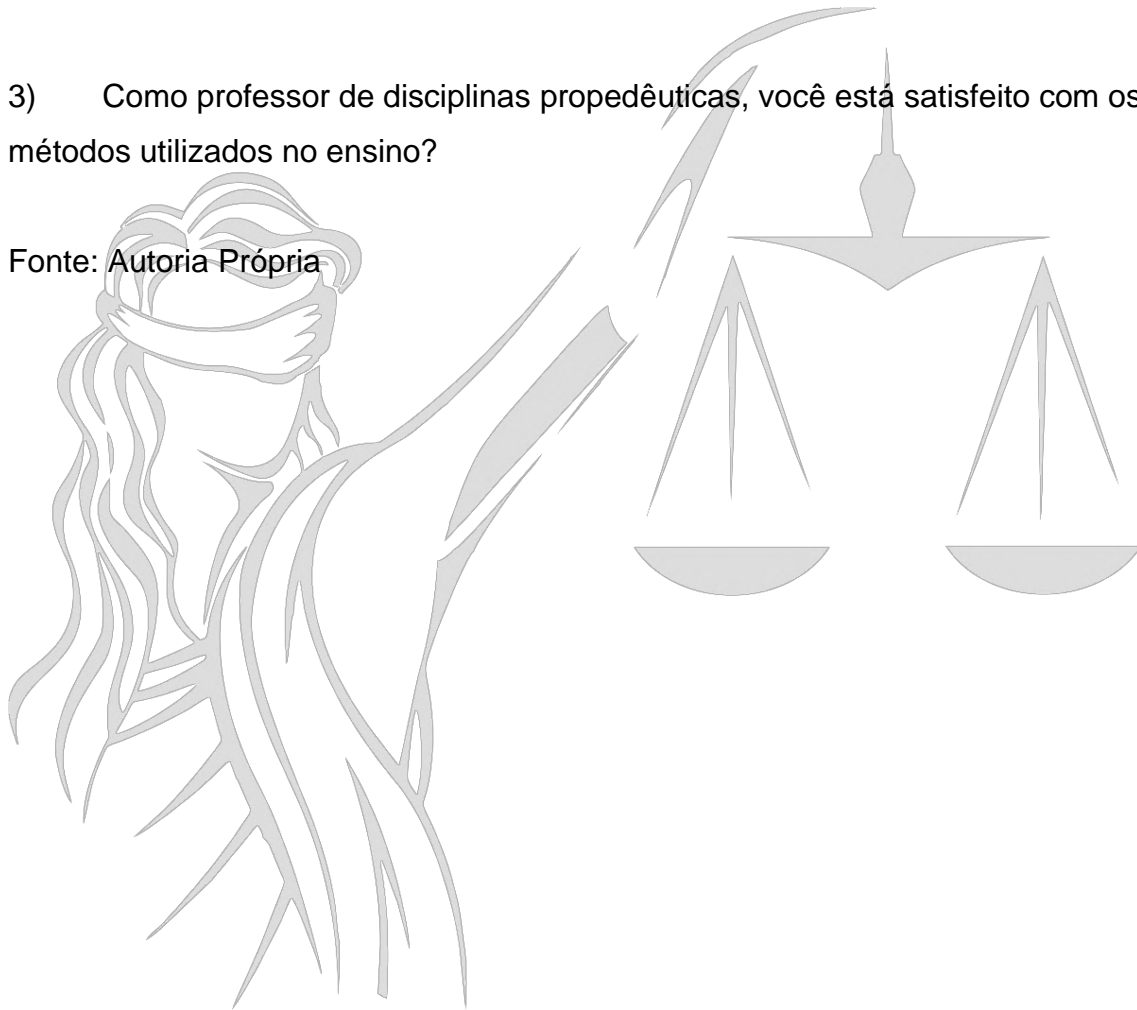 3) Como professor de disciplinas propedêuticas, você está satisfeito com os
métodos utilizados no ensino?
Fonte: Autoria Própria